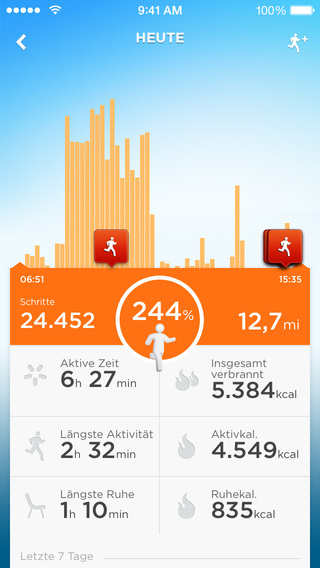 9:41 AM 100%
HEUTE
06:51 15:35
Schritte
24.452 244% 12,7 mi
Aktive Zeit
6h 27min
Insgesamt
verbrannt
5.384kcal
Längste Aktivität
2h 32min
Aktivkal.
4.549kcal
Längste Ruhe
1h 10min
Ruhekal.
835kcal
Letzte 7 Tage